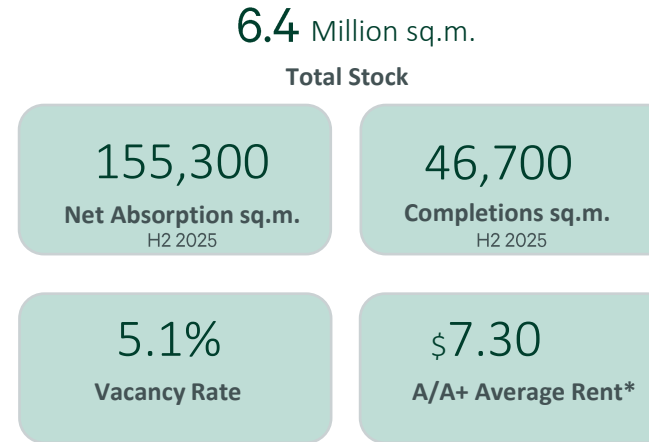 6.4 Million sq.m.
Total Stock
155,300
Net Absorption sq.m.
H2 2025
46,700
Completions sq.m.
H2 2025
5.1%
Vacancy Rate
$7.30
A/A+ Average Rent*